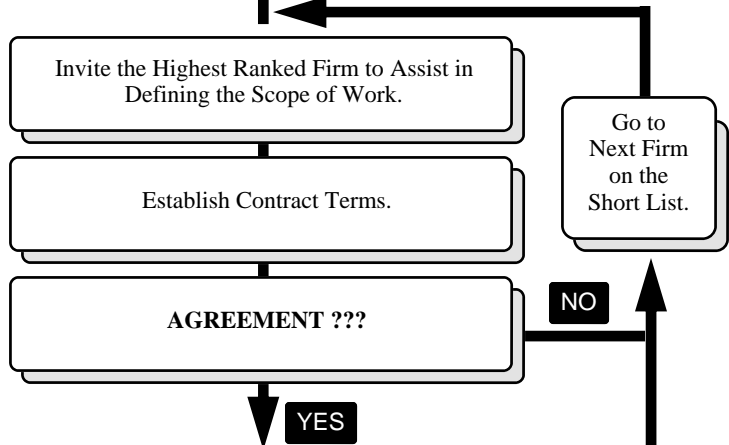 Invite the Highest Ranked Firm to Assist in
Defining the Scope of Work.
Go to
Next Firm
on the
Short List.
Establish Contract Terms.
AGREEMENT ???
NO
YES